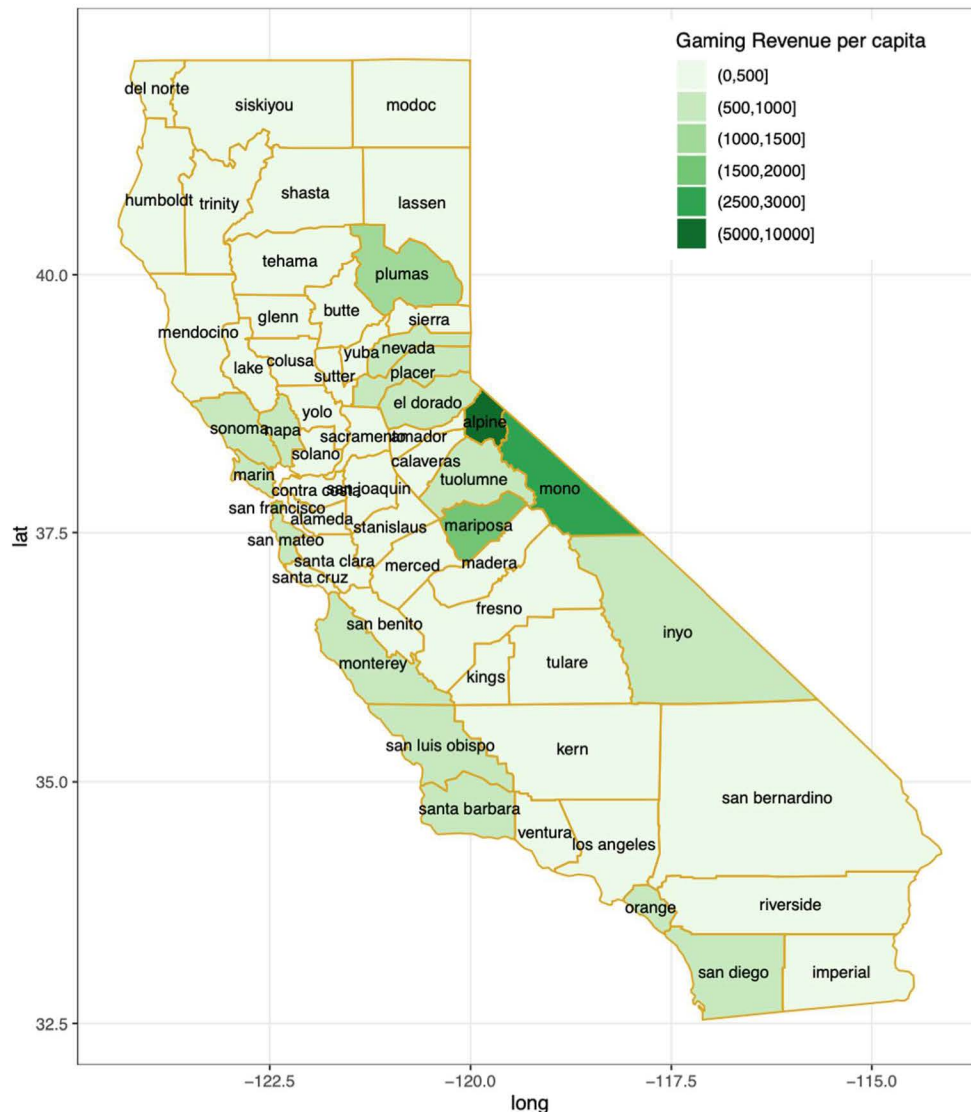 Gaming Revenue per capita
(0,500]
(500,1000]
(1000,1500]
(1500,2000]
(2500,3000]
(5000,10000]
del norte
siskiyou
modoc
humboldt
trinity
shasta
lassen
tehama
plumas
mendocino
glenn
butte
sierra
lake
colusa
yuba
nevada
sutter
placer
yolo
el dorado
sonoma
napa
sacramento
amador
alpine
solano
calaveras
marin
contra costa
san joaquin
tuolumne
mono
san francisco
alameda
stanislaus
mariposa
san mateo
santa clara
merced
madera
santa cruz
fresno
san benito
inyo
monterey
kings
tulare
san luis obispo
kern
santa barbara
ventura
los angeles
san bernardino
orange
riverside
san diego
imperial
lat
40.0
37.5
35.0
32.5
−122.5
−120.0
−117.5
−115.0
long